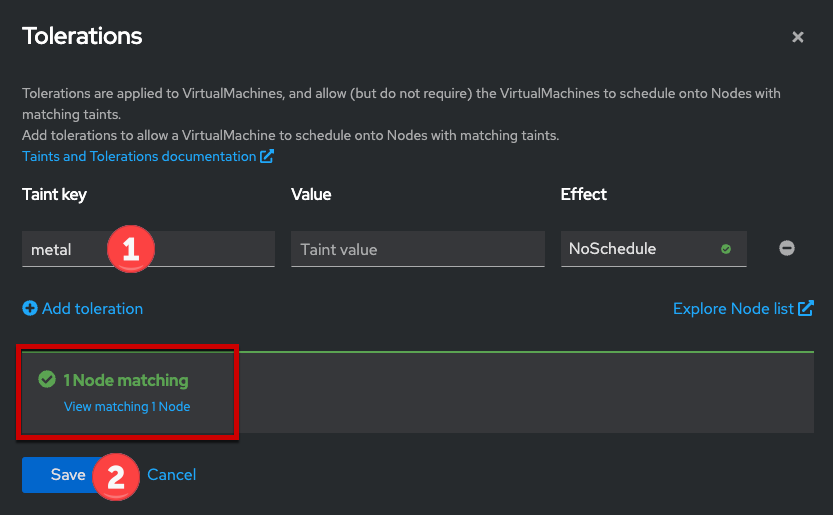 Tolerations
Tolerations are applied to VirtualMachines, and allow (but do not require) the VirtualMachines to schedule onto Nodes with
matching taints.
Add tolerations to allow a VirtualMachine to schedule onto Nodes with matching taints.
Taints and Tolerations documentation
Taint key Value Effect
metal 1 Taint value NoSchedule
Add toleration Explore Node list
1 Node matching
View matching 1 Node
Save 2 Cancel